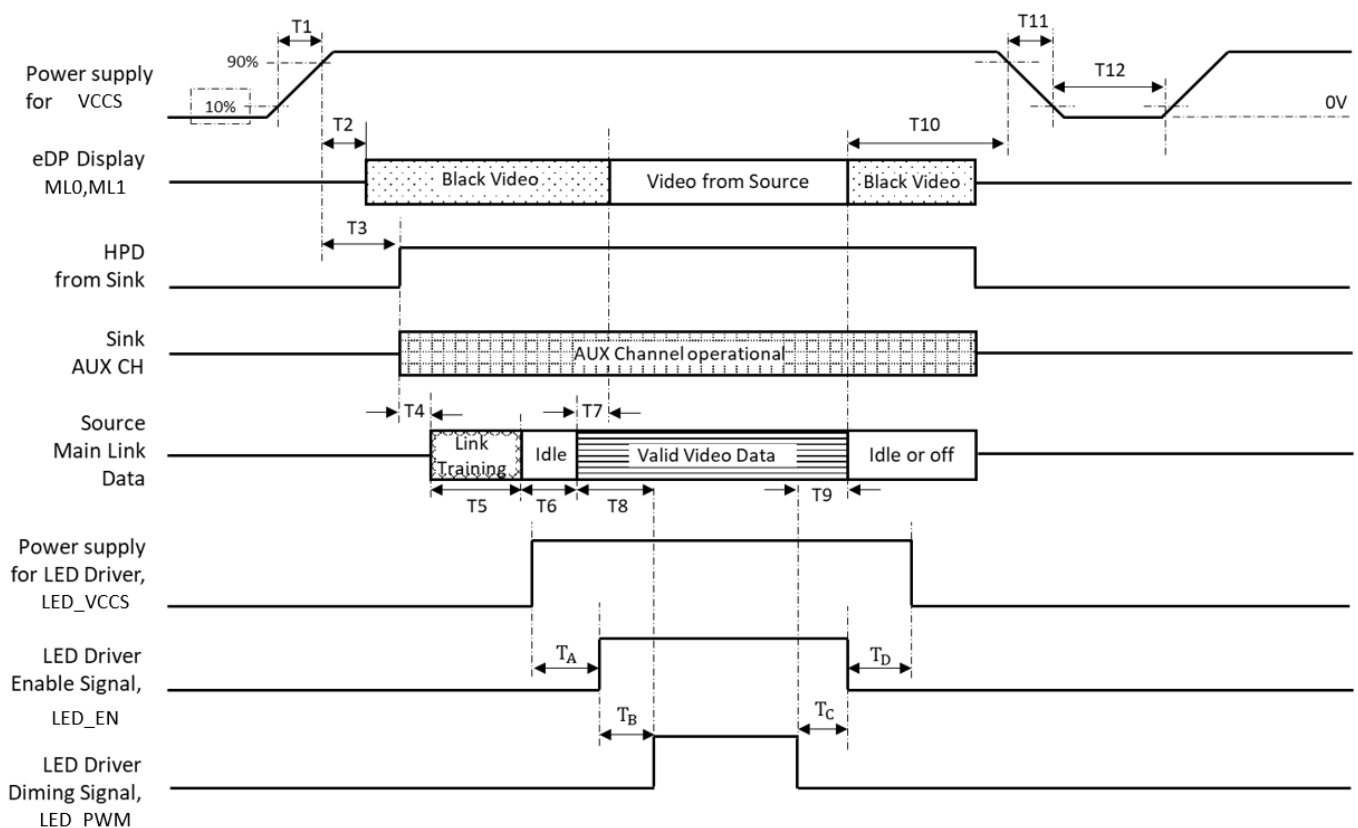 T1
T11
90%
Power supply
for VCCS
10%
T12
0V
T2
T10
eDP Display
ML0,ML1
Black Video
Video from Source
Black Video
T3
HPD
from Sink
Sink
AUX CH
AUX Channel operational
T4
T7
Source
Main Link
Data
Link
Training
Idle
Valid Video Data
Idle or off
T5
T6
T8
T9
Power supply
for LED Driver,
LED_VCCS
LED Driver
Enable Signal,
LED_EN
TA
TD
TB
TC
LED Driver
Diming Signal,
LED_PWM